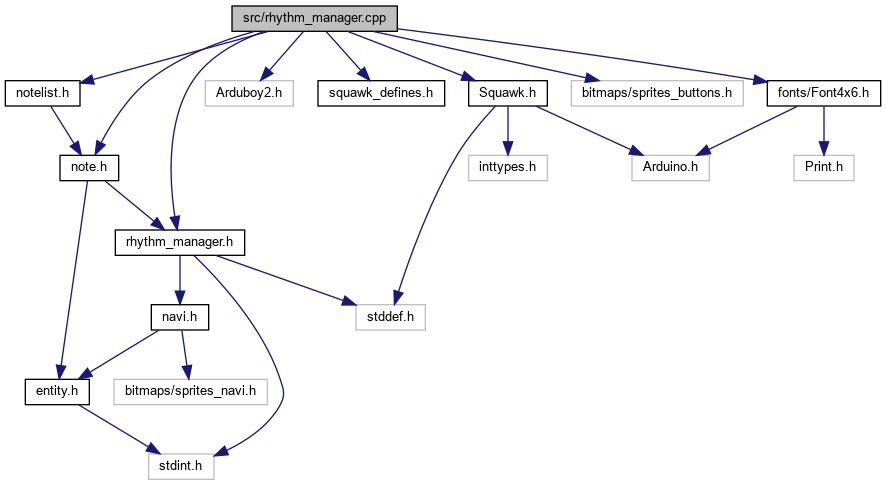 src/rhythm_manager.cpp
notelist.h
Arduboy2.h
squawk_defines.h
Squawk.h
bitmaps/sprites_buttons.h
fonts/Font4x6.h
note.h
inttypes.h
Arduino.h
Print.h
rhythm_manager.h
navi.h
stddef.h
entity.h
bitmaps/sprites_navi.h
stdint.h